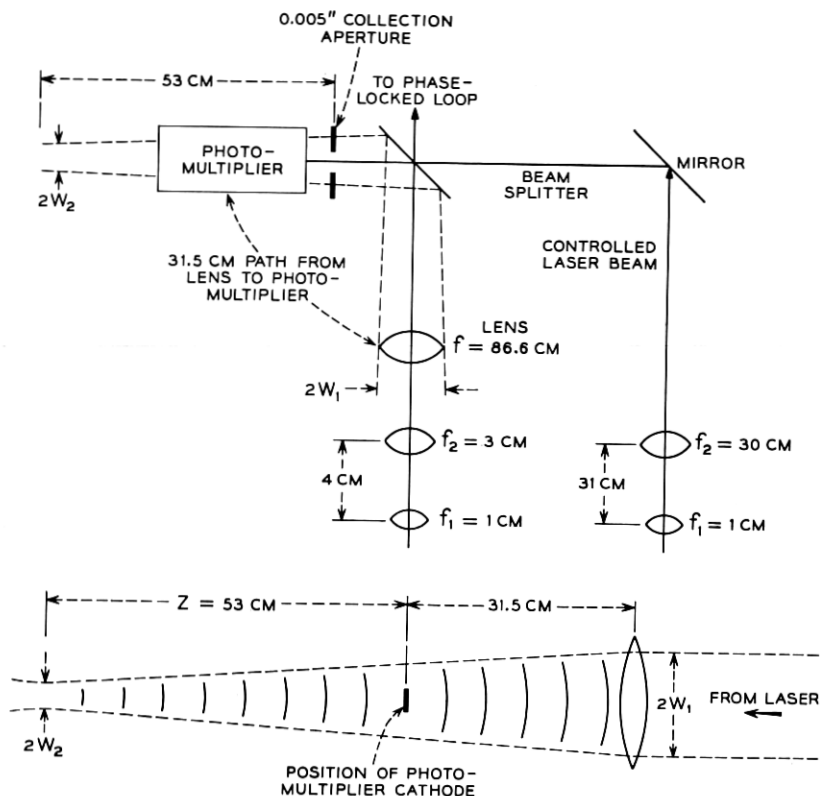 0.005" COLLECTION
APERTURE
53 CM
TO PHASE-
LOCKED LOOP
PHOTO-
MULTIPLIER
MIRROR
BEAM
SPLITTER
2W₂
CONTROLLED
LASER BEAM
31.5 CM PATH FROM
LENS TO PHOTO-
MULTIPLIER
LENS
f = 86.6 CM
2W₁
f₂ = 3 CM
f₂ = 30 CM
4 CM
31 CM
f₁ = 1 CM
f₁ = 1 CM
Z = 53 CM
31.5 CM
2W₁
FROM LASER
2W₂
POSITION OF PHOTO-
MULTIPLIER CATHODE